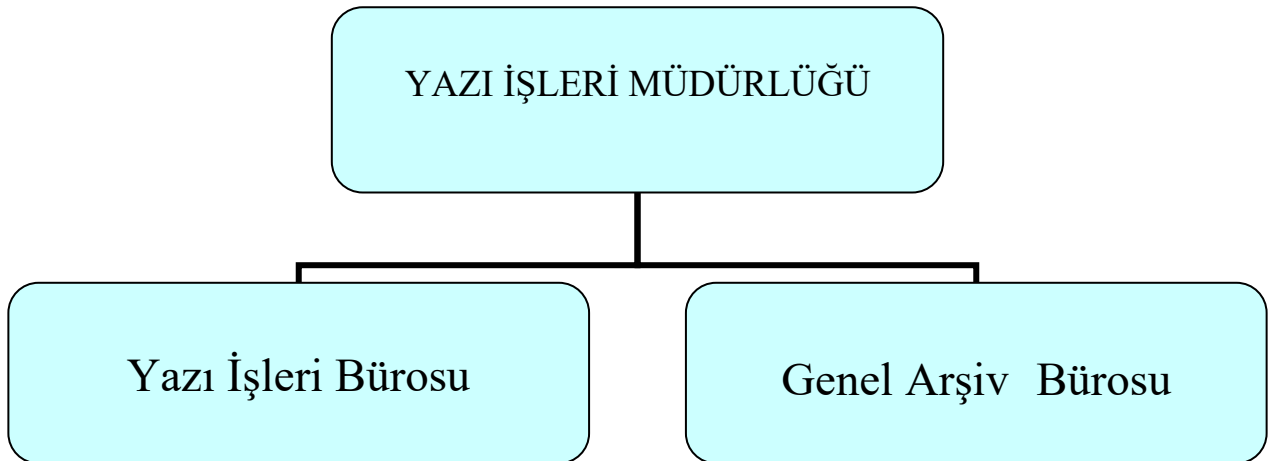 YAZI İŞLERİ MÜDÜRLÜĞÜ
Yazı İşleri Bürosu
Genel Arşiv  Bürosu